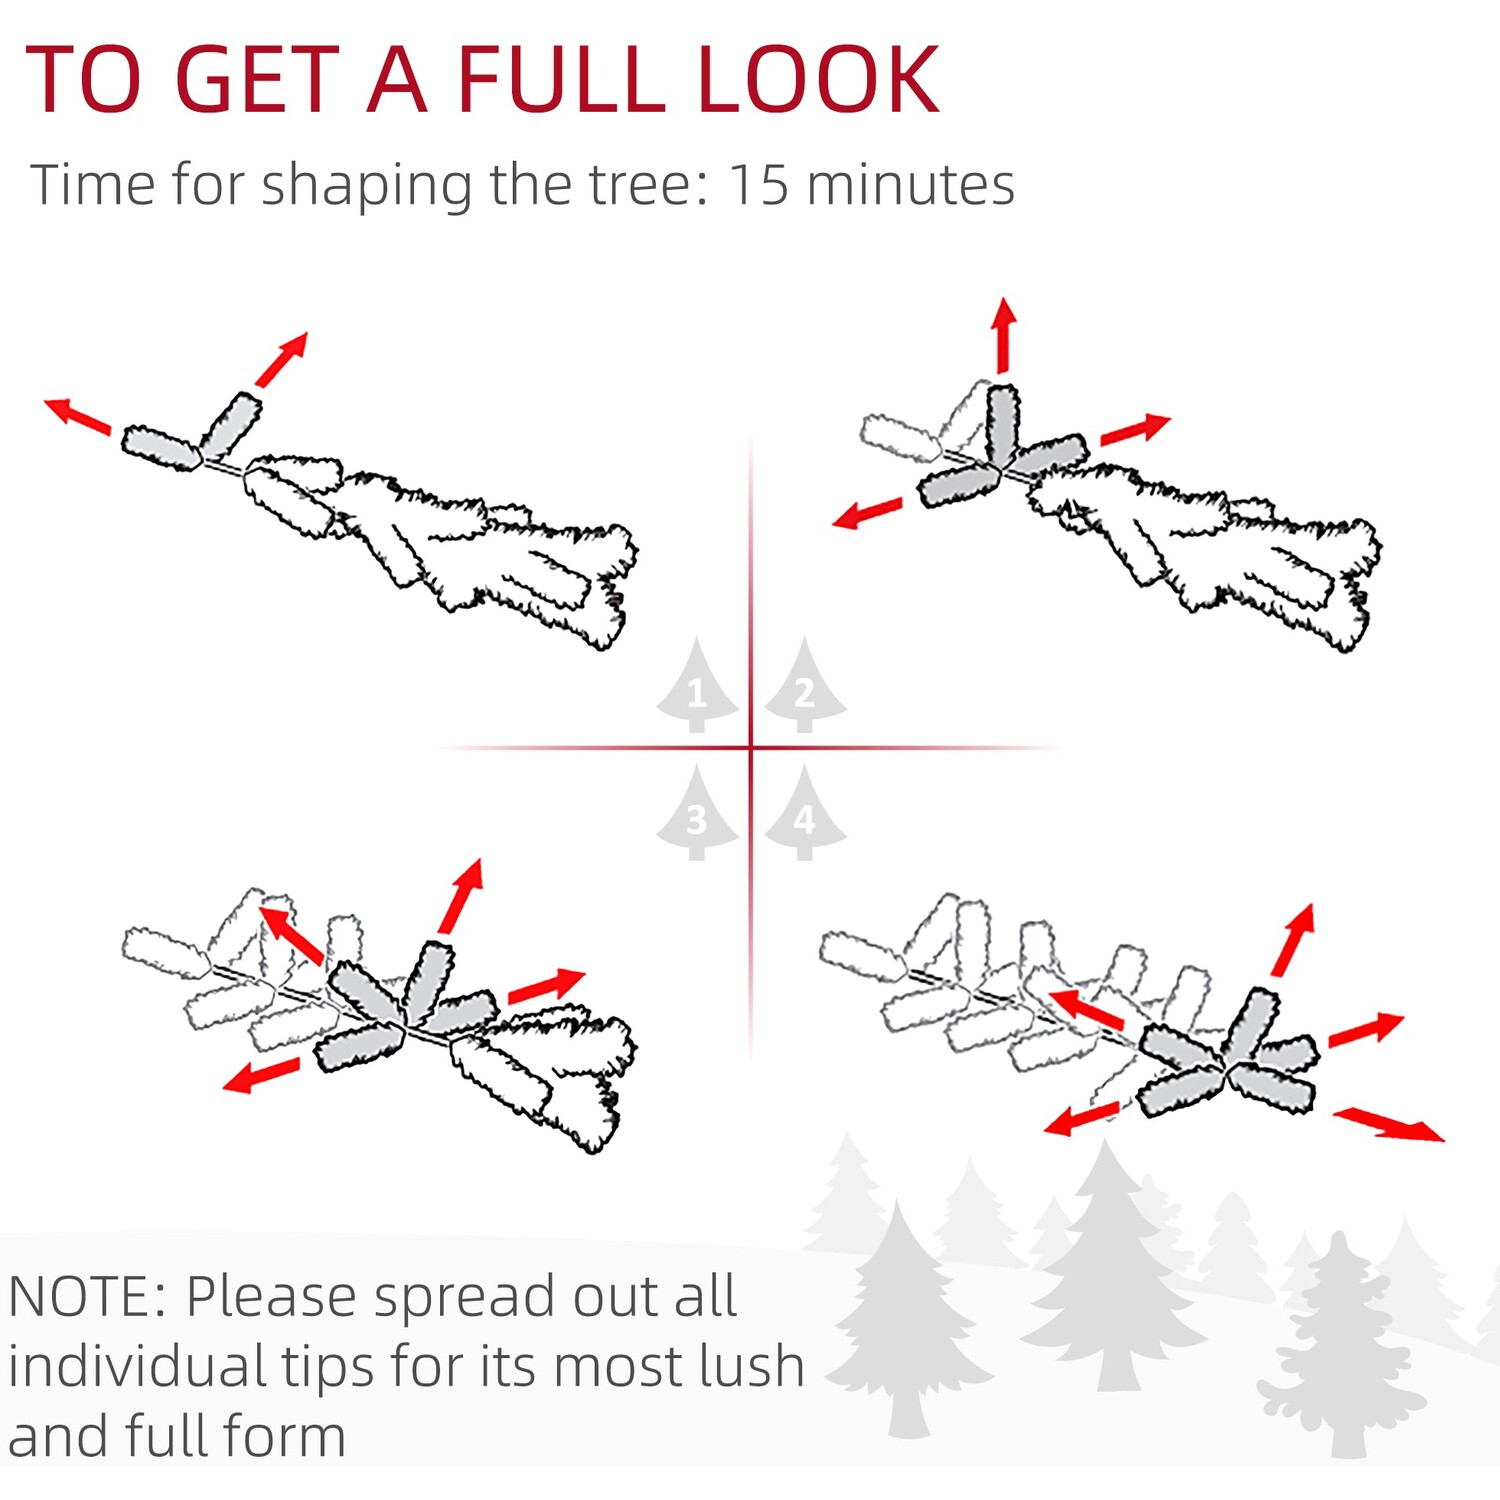 TO GET A FULL LOOK
Time for shaping the tree: 15 minutes
1
2
3
4
NOTE: Please spread out all
individual tips for its most lush
and full form